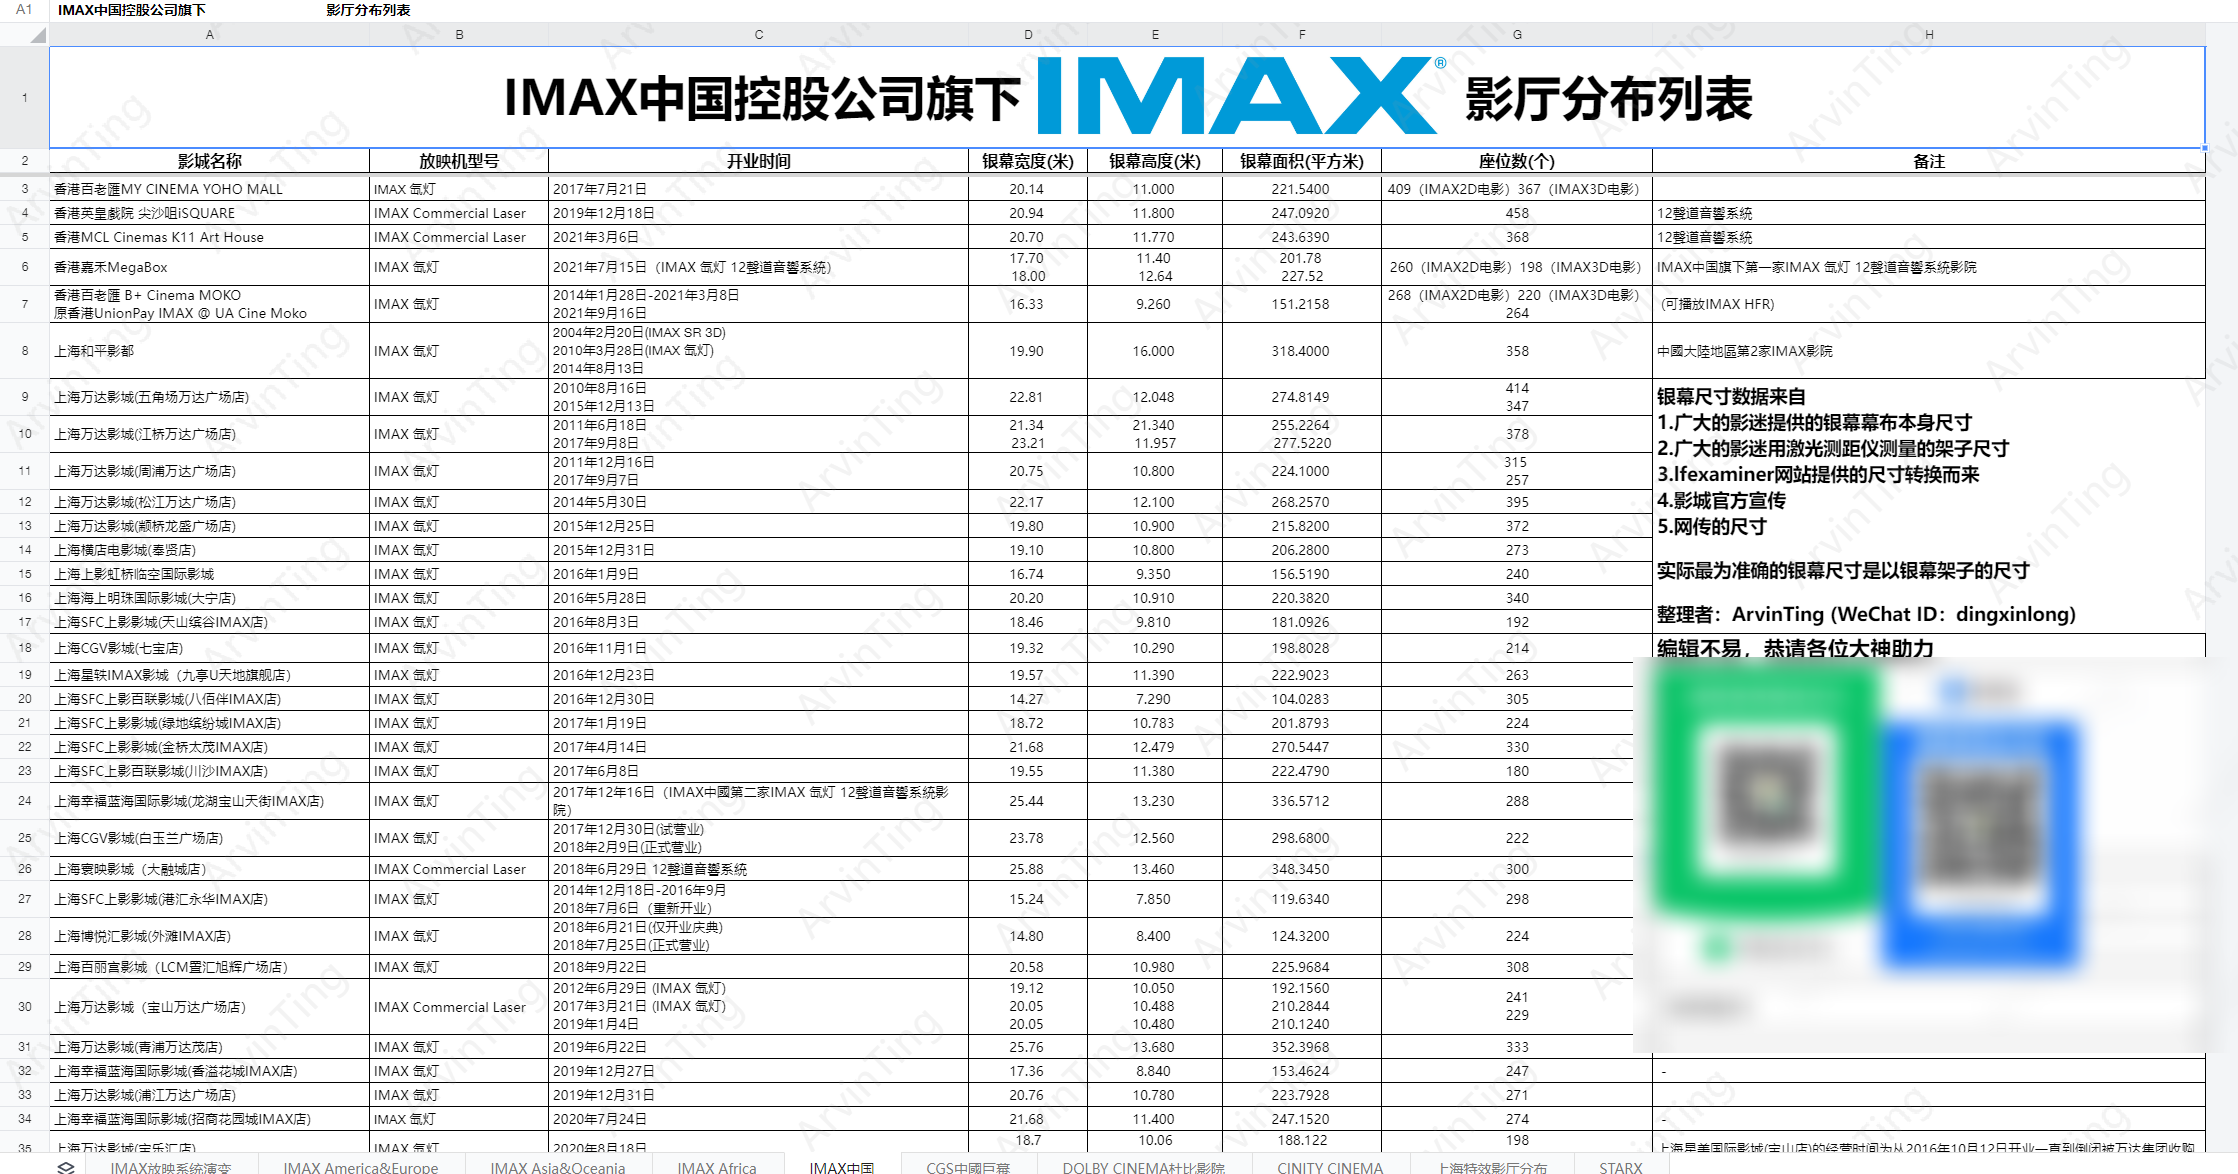 A1 IMAX中国控股公司旗下 影厅分布列表
A B C D E F G H
1 IMAX中国控股公司旗下 IMAX® 影厅分布列表
2 影城名称 放映机型号 开业时间 银幕宽度(米) 银幕高度(米) 银幕面积(平方米) 座位数(个) 备注
3 香港百老匯MY CINEMA YOHO MALL IMAX 氙灯 2017年7月21日 20.14 11.000 221.5400 409（IMAX2D电影）367（IMAX3D电影）
4 香港英皇戲院 尖沙咀iSQUARE IMAX Commercial Laser 2019年12月18日 20.94 11.800 247.0920 458 12聲道音響系統
5 香港MCL Cinemas K11 Art House IMAX Commercial Laser 2021年3月6日 20.70 11.770 243.6390 368 12聲道音響系統
6 香港嘉禾MegaBox IMAX 氙灯 2021年7月15日（IMAX 氙灯 12聲道音響系統） 17.70 11.40 201.78 260（IMAX2D电影）198（IMAX3D电影） IMAX中国旗下第一家IMAX 氙灯 12聲道音響系統影院
18.00 12.64 227.52
7 香港百老匯 B+ Cinema MOKO IMAX 氙灯 2014年1月28日-2021年3月8日 16.33 9.260 151.2158 268（IMAX2D电影）220（IMAX3D电影） (可播放IMAX HFR)
原香港UnionPay IMAX @ UA Cine Moko 2021年9月16日 264
8 上海和平影都 IMAX 氙灯 2004年2月20日(IMAX SR 3D) 19.90 16.000 318.4000 358 中國大陸地區第2家IMAX影院
2010年3月28日(IMAX 氙灯)
2014年8月13日
9 上海万达影城(五角场万达广场店) IMAX 氙灯 2010年8月16日 22.81 12.048 274.8149 414
2015年12月13日 347
10 上海万达影城(江桥万达广场店) IMAX 氙灯 2011年6月18日 21.34 21.340 255.2264 378
2017年9月8日 23.21 11.957 277.5220
11 上海万达影城(周浦万达广场店) IMAX 氙灯 2011年12月16日 20.75 10.800 224.1000 315
2017年9月7日 257
12 上海万达影城(松江万达广场店) IMAX 氙灯 2014年5月30日 22.17 12.100 268.2570 395
13 上海万达影城(颛桥龙盛广场店) IMAX 氙灯 2015年12月25日 19.80 10.900 215.8200 372
14 上海横店电影城(奉贤店) IMAX 氙灯 2015年12月31日 19.10 10.800 206.2800 273
15 上海上影虹桥临空国际影城 IMAX 氙灯 2016年1月9日 16.74 9.350 156.5190 240
16 上海海上明珠国际影城(大宁店) IMAX 氙灯 2016年5月28日 20.20 10.910 220.3820 340
17 上海SFC上影影城(天山缤谷IMAX店) IMAX 氙灯 2016年8月3日 18.46 9.810 181.0926 192
银幕尺寸数据来自
1.广大的影迷提供的银幕幕布本身尺寸
2.广大的影迷用激光测距仪测量的架子尺寸
3.lfexaminer网站提供的尺寸转换而来
4.影城官方宣传
5.网传的尺寸
实际最为准确的银幕尺寸是以银幕架子的尺寸
整理者：ArvinTing (WeChat ID：dingxinlong)
18 上海CGV影城(七宝店) IMAX 氙灯 2016年11月1日 19.32 10.290 198.8028 214 编辑不易，恭请各位大神助力
19 上海星轶IMAX影城（九亭U天地旗舰店） IMAX 氙灯 2016年12月23日 19.57 11.390 222.9023 263
20 上海SFC上影百联影城(八佰伴IMAX店) IMAX 氙灯 2016年12月30日 14.27 7.290 104.0283 305
21 上海SFC上影影城(绿地缤纷城IMAX店) IMAX 氙灯 2017年1月19日 18.72 10.783 201.8793 224
22 上海SFC上影影城(金桥太茂IMAX店) IMAX 氙灯 2017年4月14日 21.68 12.479 270.5447 330
23 上海SFC上影百联影城(川沙IMAX店) IMAX 氙灯 2017年6月8日 19.55 11.380 222.4790 180
24 上海幸福蓝海国际影城(龙湖宝山天街IMAX店) IMAX 氙灯 2017年12年16日（IMAX中國第二家IMAX 氙灯 12聲道音響系統影院） 25.44 13.230 336.5712 288
25 上海CGV影城(白玉兰广场店) IMAX 氙灯 2017年12月30日(试营业) 23.78 12.560 298.6800 222
2018年2月9日(正式营业)
26 上海寰映影城（大融城店） IMAX Commercial Laser 2018年6月29日 12聲道音響系統 25.88 13.460 348.3450 300
27 上海SFC上影影城(港汇永华IMAX店) IMAX 氙灯 2014年12月18日-2016年9月 15.24 7.850 119.6340 298
2018年7月6日（重新开业）
28 上海博悦汇影城(外滩IMAX店) IMAX 氙灯 2018年6月21日(仅开业庆典) 14.80 8.400 124.3200 224
2018年7月25日(正式营业)
29 上海百丽宫影城（LCM置汇旭辉广场店） IMAX 氙灯 2018年9月22日 20.58 10.980 225.9684 308
30 上海万达影城（宝山万达广场店） IMAX Commercial Laser 2012年6月29日 (IMAX 氙灯) 19.12 10.050 192.1560 241
2017年3月21日 (IMAX 氙灯) 20.05 10.488 210.2844 229
2019年1月4日 20.05 10.480 210.1240
31 上海万达影城(青浦万达茂店) IMAX 氙灯 2019年6月22日 25.76 13.680 352.3968 333
32 上海幸福蓝海国际影城(香溢花城IMAX店) IMAX 氙灯 2019年12月27日 17.36 8.840 153.4624 247 -
33 上海万达影城(浦江万达广场店) IMAX 氙灯 2019年12月31日 20.76 10.780 223.7928 271
34 上海幸福蓝海国际影城(招商花园城IMAX店) IMAX 氙灯 2020年7月24日 21.68 11.400 247.1520 274 -
35 上海万达影城(宝乐汇店) IMAX 氙灯 2020年8月18日 18.7 10.06 188.122 198 上海星美国际影城(宝山店)的经营时间为从2016年10月12日开业一直到倒闭被万达集团收购
IMAX放映系统演变 IMAX America&Europe IMAX Asia&Oceania IMAX Africa IMAX中国 CGS中國巨幕 DOLBY CINEMA杜比影院 CINITY CINEMA 上海特效影厅分布 STARX
ArvinTing